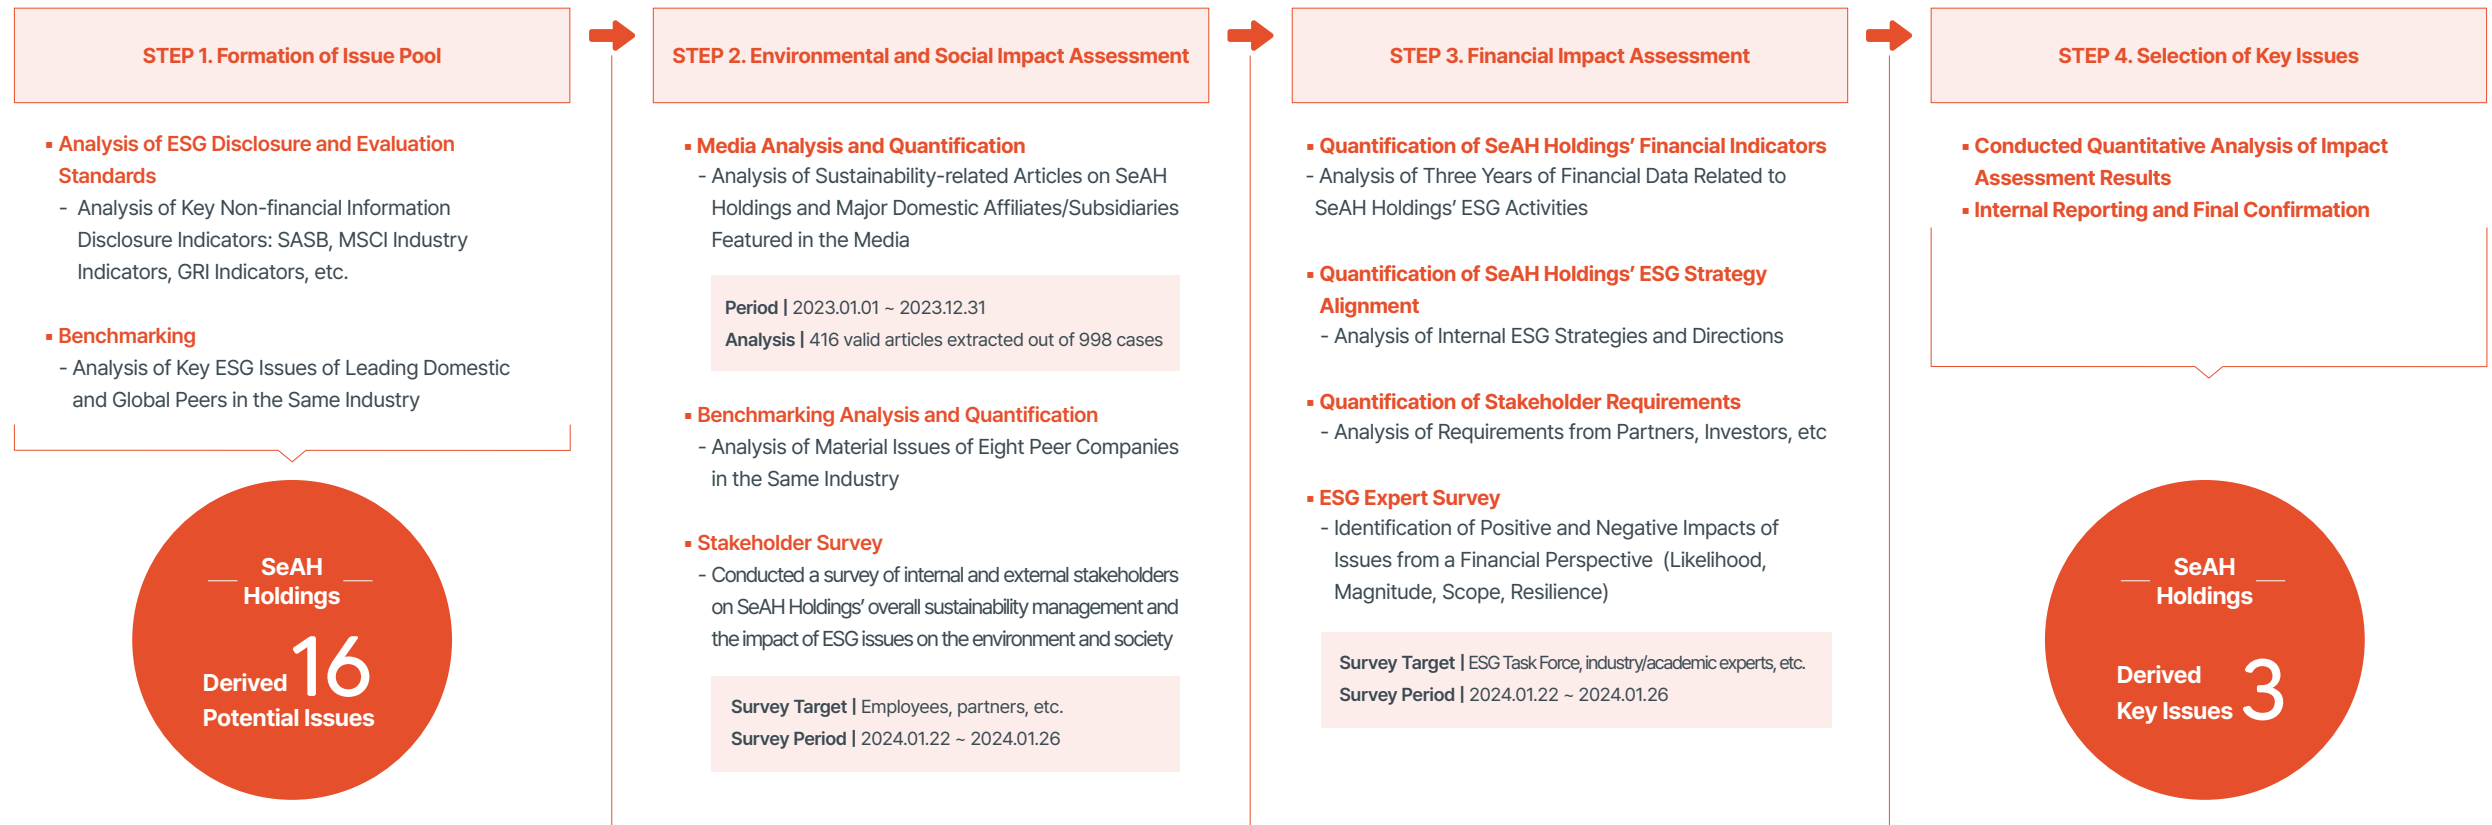 STEP 1. Formation of Issue Pool
▪ Analysis of ESG Disclosure and Evaluation
Standards
- Analysis of Key Non-financial Information
Disclosure Indicators: SASB, MSCI Industry
Indicators, GRI Indicators, etc.
▪ Benchmarking
- Analysis of Key ESG Issues of Leading Domestic
and Global Peers in the Same Industry
SeAH
Holdings
Derived 16
Potential Issues
STEP 2. Environmental and Social Impact Assessment
▪ Media Analysis and Quantification
- Analysis of Sustainability-related Articles on SeAH
Holdings and Major Domestic Affiliates/Subsidiaries
Featured in the Media
Period | 2023.01.01 ~ 2023.12.31
Analysis | 416 valid articles extracted out of 998 cases
▪ Benchmarking Analysis and Quantification
- Analysis of Material Issues of Eight Peer Companies
in the Same Industry
▪ Stakeholder Survey
- Conducted a survey of internal and external stakeholders
on SeAH Holdings' overall sustainability management and
the impact of ESG issues on the environment and society
Survey Target | Employees, partners, etc.
Survey Period | 2024.01.22 ~ 2024.01.26
STEP 3. Financial Impact Assessment
▪ Quantification of SeAH Holdings' Financial Indicators
- Analysis of Three Years of Financial Data Related to
SeAH Holdings' ESG Activities
▪ Quantification of SeAH Holdings' ESG Strategy
Alignment
- Analysis of Internal ESG Strategies and Directions
▪ Quantification of Stakeholder Requirements
- Analysis of Requirements from Partners, Investors, etc
▪ ESG Expert Survey
- Identification of Positive and Negative Impacts of
Issues from a Financial Perspective (Likelihood,
Magnitude, Scope, Resilience)
Survey Target | ESG Task Force, industry/academic experts, etc.
Survey Period | 2024.01.22 ~ 2024.01.26
STEP 4. Selection of Key Issues
▪ Conducted Quantitative Analysis of Impact
Assessment Results
▪ Internal Reporting and Final Confirmation
SeAH
Holdings
Derived
Key Issues 3